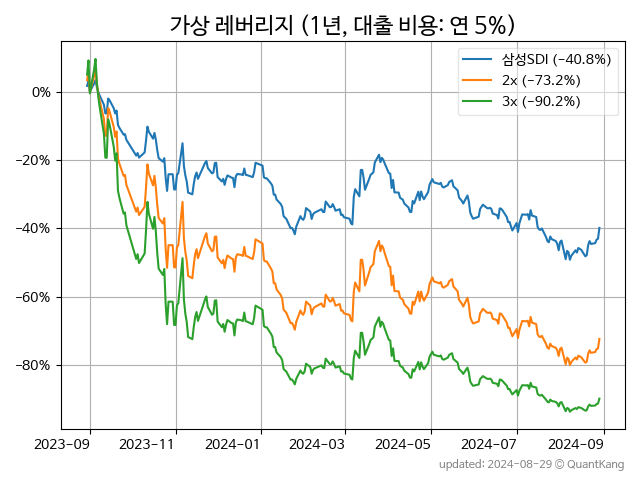 가상 레버리지 (1년, 대출 비용: 연 5%)
삼성SDI (−40.8%)
2x (−73.2%)
3x (−90.2%)
0%
−20%
−40%
−60%
−80%
2023-09 2023-11 2024-01 2024-03 2024-05 2024-07 2024-09
updated: 2024-08-29 © QuantKang